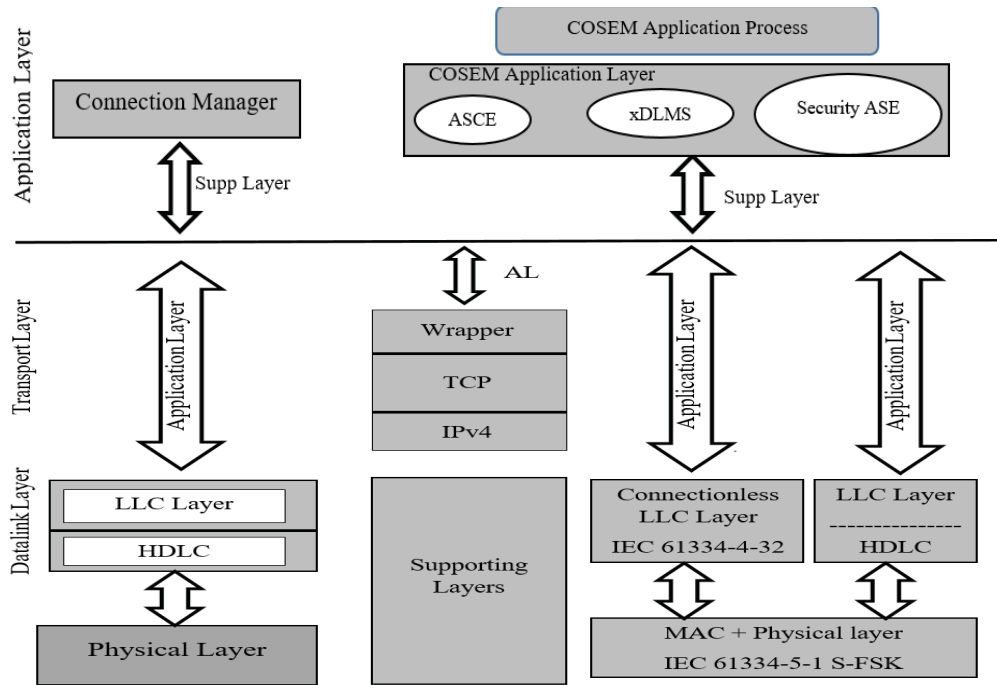 COSEM Application Process
Application Layer
COSEM Application Layer
Connection Manager
ASCE
xDLMS
Security ASE
Supp Layer
Supp Layer
AL
Transport Layer
Application Layer
Wrapper
TCP
IPv4
Application Layer
Application Layer
Datalink Layer
LLC Layer
HDLC
Supporting
Layers
Connectionless
LLC Layer
IEC 61334-4-32
LLC Layer
---------------
HDLC
Physical Layer
MAC + Physical layer
IEC 61334-5-1 S-FSK